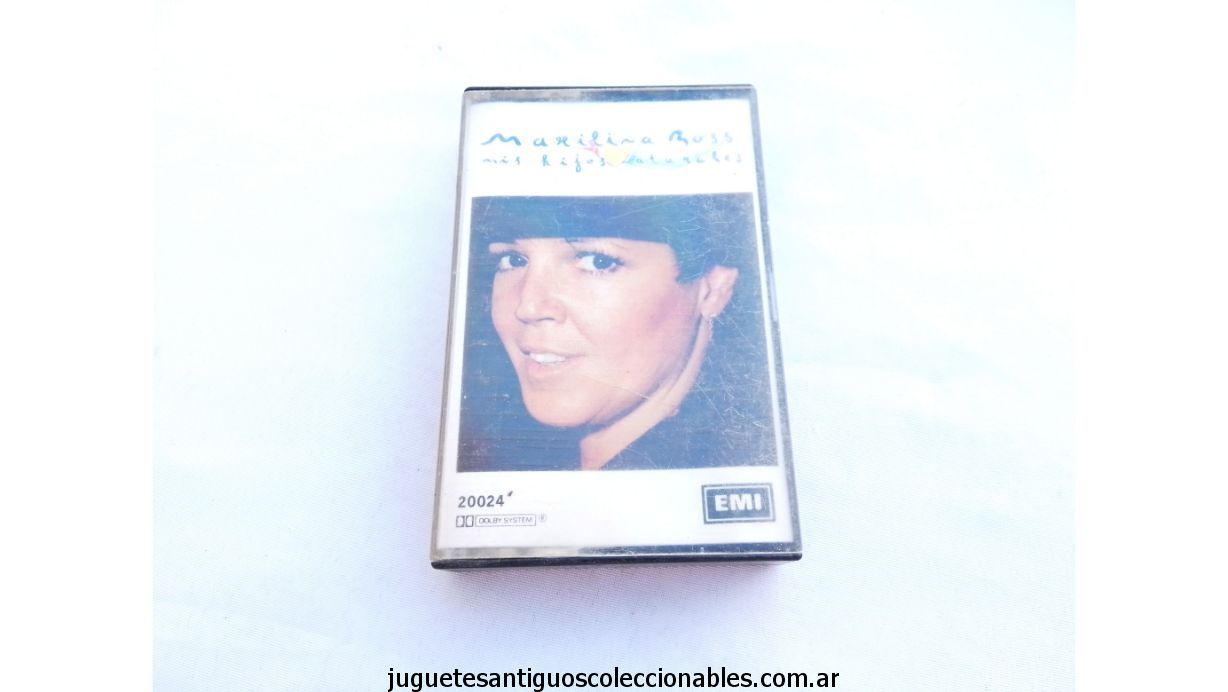 Marilina Ross
mis hijos naturales
20024
EMI
DOLBY SYSTEM ®
juguetesantiguoscoleccionables.com.ar